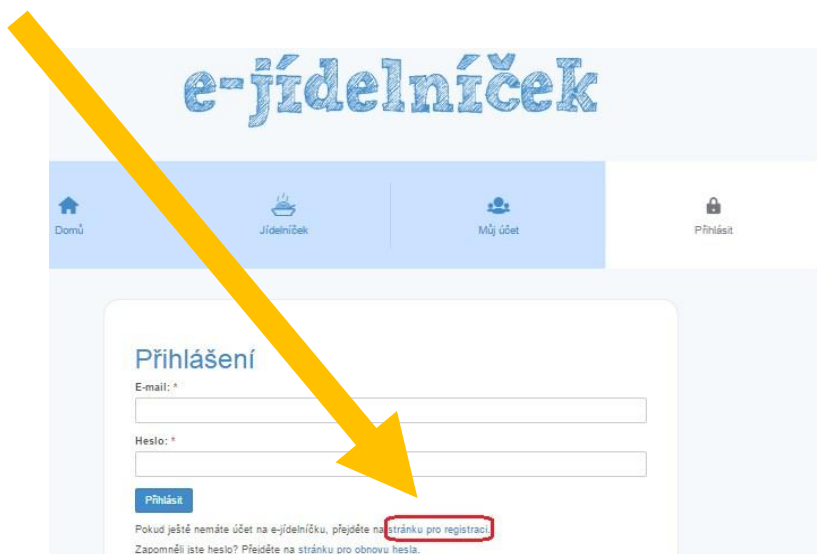 e-jídelníček
Domů
Jídelníček
Můj účet
Přihlásit
Přihlášení
E-mail: *
Heslo: *
Přihlásit
Pokud ještě nemáte účet na e-jídelníčku, přejděte na stránku pro registraci.
Zapomněli jste heslo? Přejděte na stránku pro obnovu hesla.